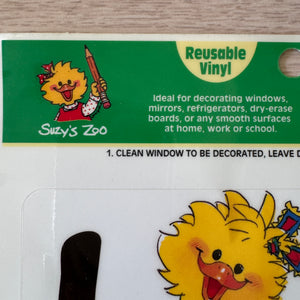 Reusable
Vinyl
Ideal for decorating windows,
mirrors, refrigerators, dry-erase
boards, or any smooth surfaces
at home, work or school.
Suzy's Zoo
1. CLEAN WINDOW TO BE DECORATED, LEAVE D